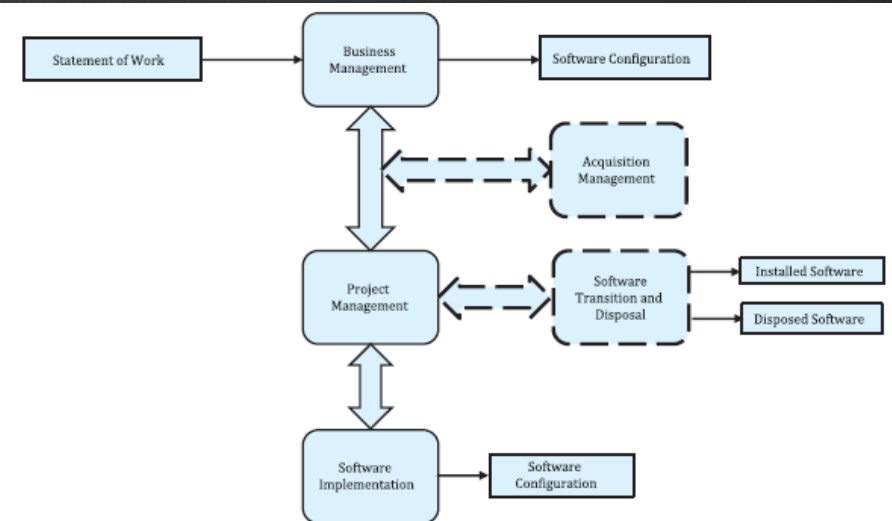 Statement of Work
Business
Management
Software Configuration
Acquisition
Management
Project
Management
Software
Transition and
Disposal
Installed Software
Disposed Software
Software
Implementation
Software
Configuration